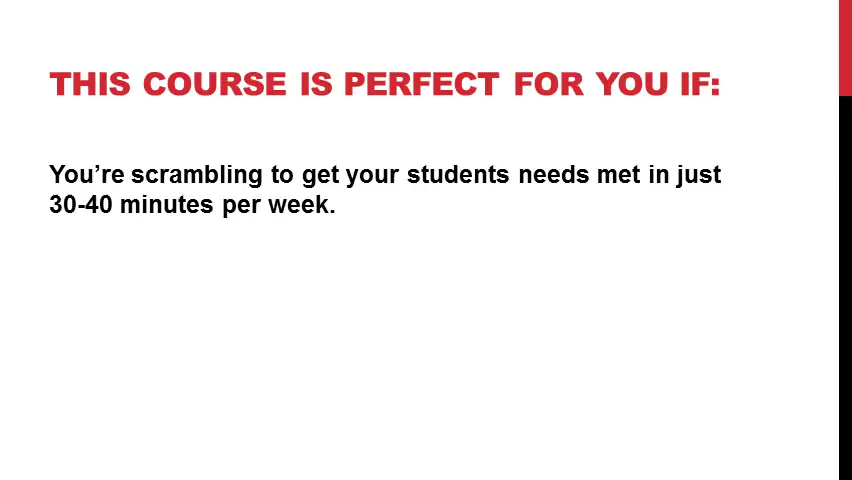 THIS COURSE IS PERFECT FOR YOU IF:
You’re scrambling to get your students needs met in just
30-40 minutes per week.